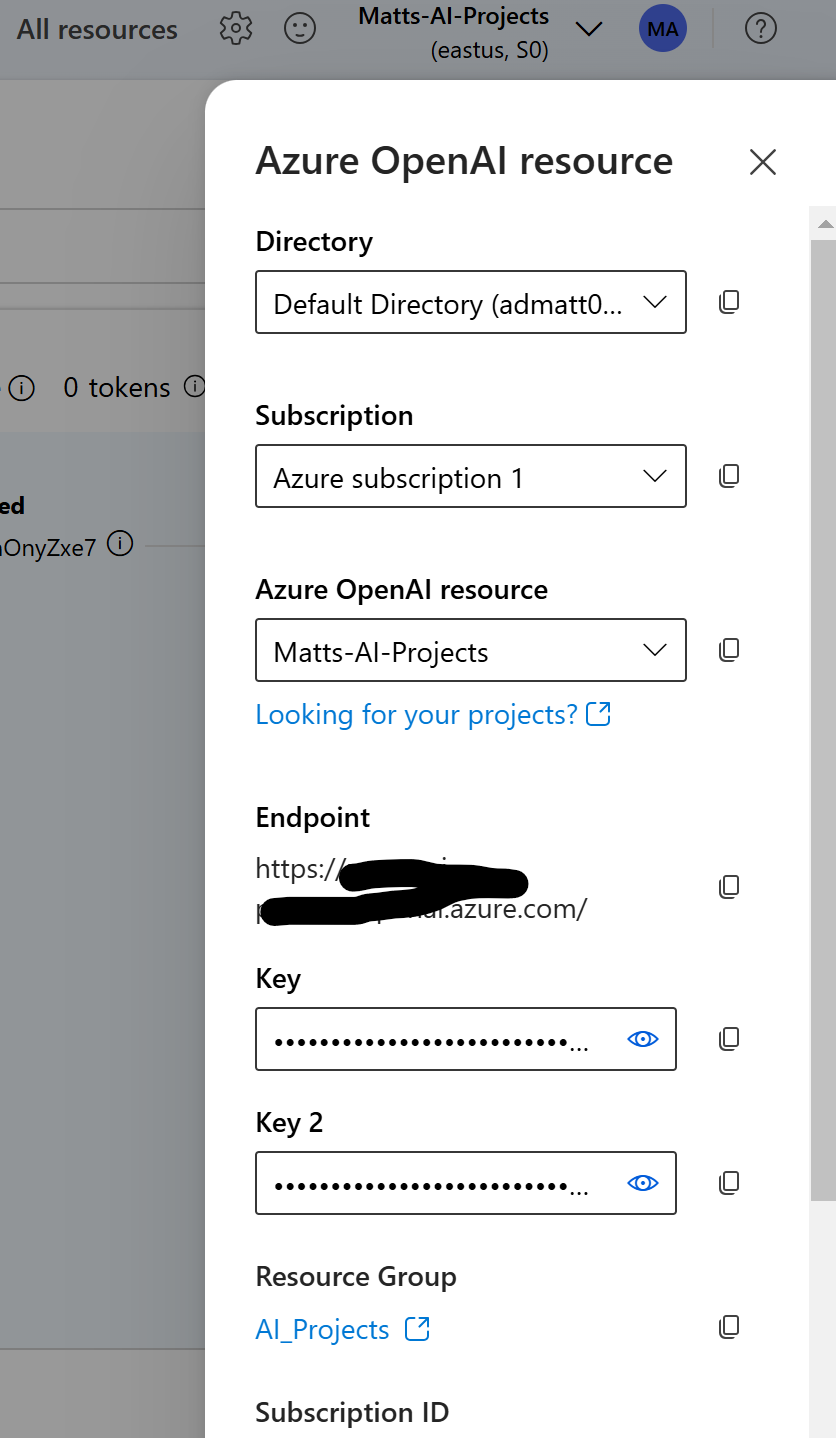 All resources
Matts-AI-Projects
(eastus, S0)
MA
Azure OpenAI resource
Directory
Default Directory (admatt0...
0 tokens
Subscription
Azure subscription 1
ed
OnyZxe7
Azure OpenAI resource
Matts-AI-Projects
Looking for your projects?
Endpoint
https://
.azure.com/
Key
••••••••••••••••••••••••••...
Key 2
••••••••••••••••••••••••••...
Resource Group
AI_Projects
Subscription ID